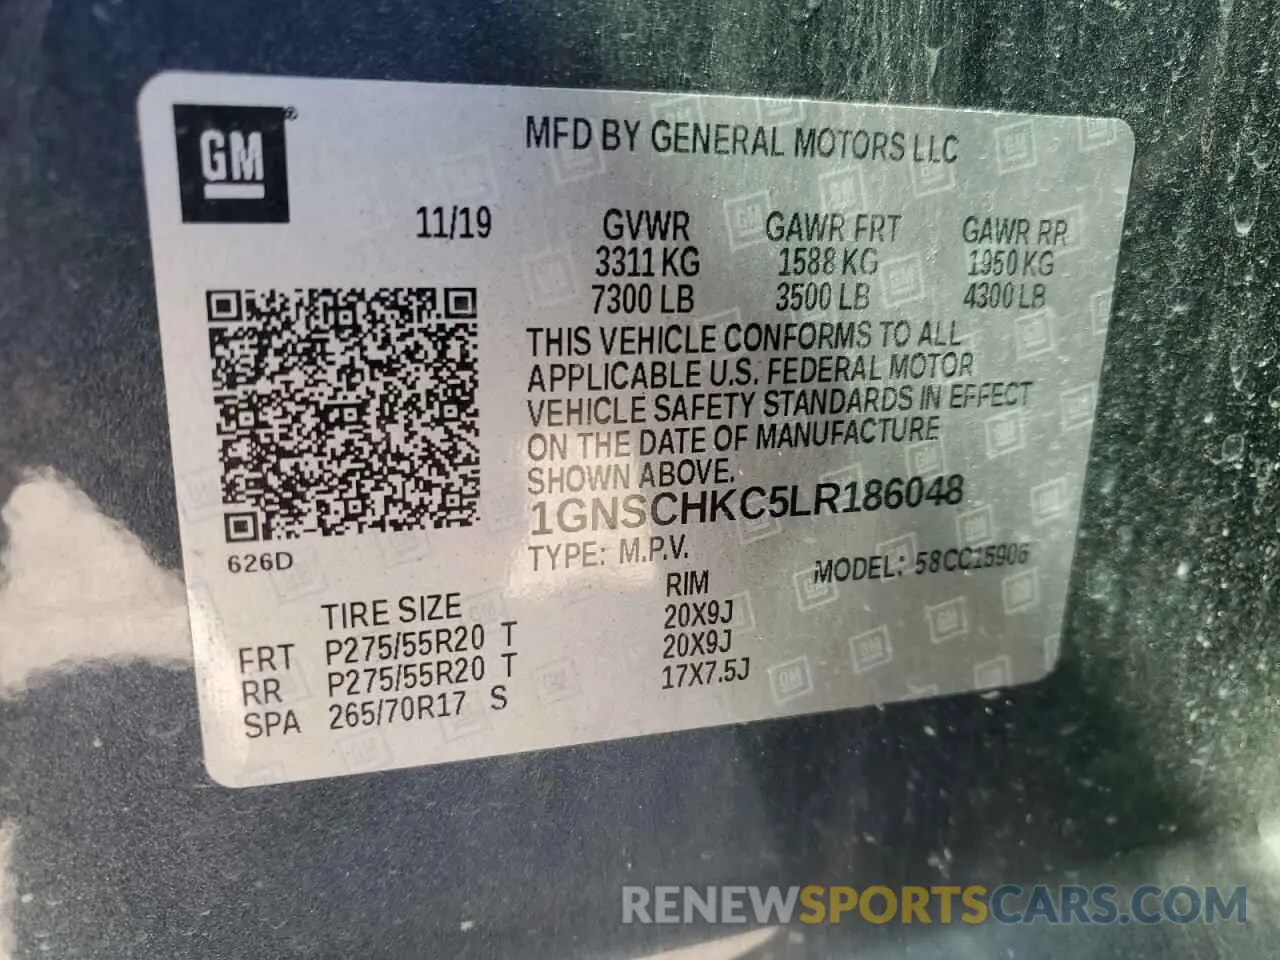 GM®
MFD BY GENERAL MOTORS LLC
11/19 GVWR GAWR FRT GAWR RR
3311 KG 1588 KG 1950 KG
7300 LB 3500 LB 4300 LB
THIS VEHICLE CONFORMS TO ALL
APPLICABLE U.S. FEDERAL MOTOR
VEHICLE SAFETY STANDARDS IN EFFECT
ON THE DATE OF MANUFACTURE
SHOWN ABOVE.
1GNSCHKC5LR186048
626D
TYPE: M.P.V. MODEL: 58CC15906
TIRE SIZE RIM
FRT P275/55R20 T 20X9J
RR P275/55R20 T 20X9J
SPA 265/70R17 S 17X7.5J
RENEWSPORTSCARS.COM